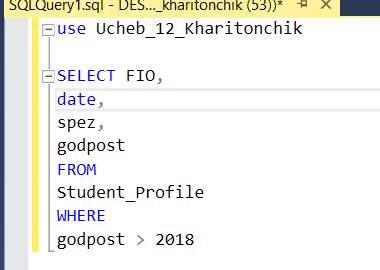 SQLQuery1.sql - DES..._kharitonchik (53))*
use Ucheb_12_Kharitonchik
SELECT FIO,
date,
spez,
godpost
FROM
Student_Profile
WHERE
godpost > 2018